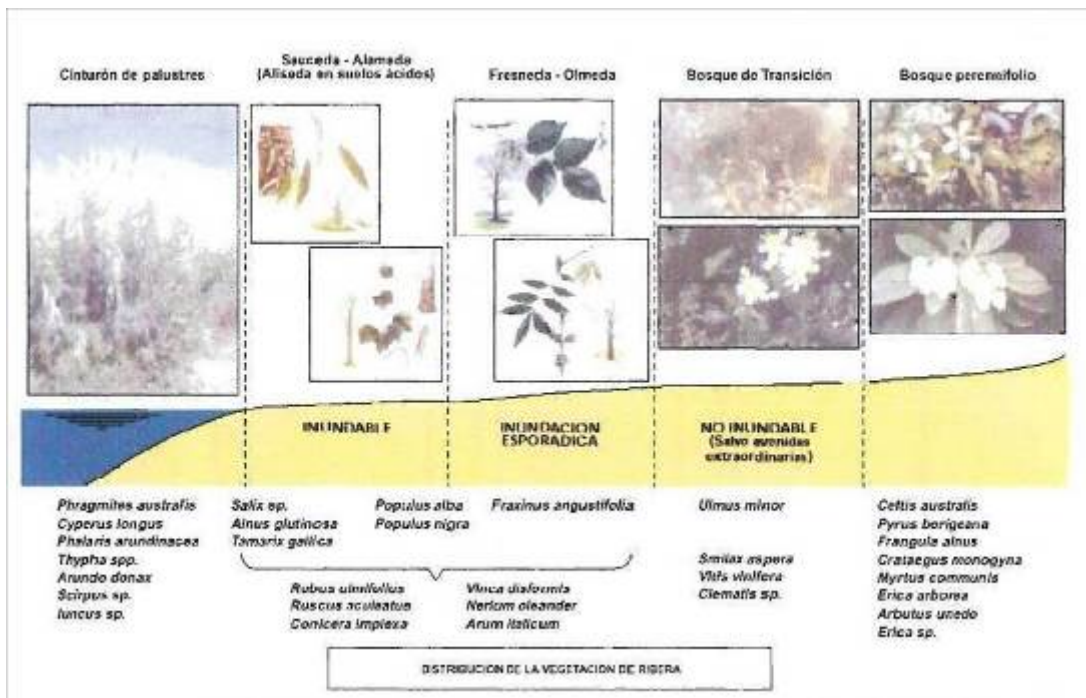 Cinturón de palustres
Sauceda - Alameda
(Aliseda en suelos ácidos)
Fresneda - Olmeda
Bosque de Transición
Bosque perennifolio
INUNDABLE
INUNDACION
ESPORADICA
NO INUNDABLE
(Salvo avenidas
extraordinarias)
Phragmites australis
Cyperus longus
Phalaris arundinacea
Thypha spp.
Arundo donax
Scirpus sp.
Iuncus sp.
Salix sp.
Alnus glutinosa
Tamarix gallica
Populus alba
Populus nigra
Fraxinus angustifolia
Rubus ulmifolius
Ruscus aculeatus
Conicera implexa
Vinca disformis
Nerium oleander
Arum italicum
Ulmus minor
Smilax aspera
Vitis vinifera
Clematis sp.
Celtis australis
Pyrus borigeana
Frangula alnus
Crataegus monogyna
Myrtus communis
Erica arborea
Arbutus unedo
Erica sp.
DISTRIBUCION DE LA VEGETACION DE RIBERA